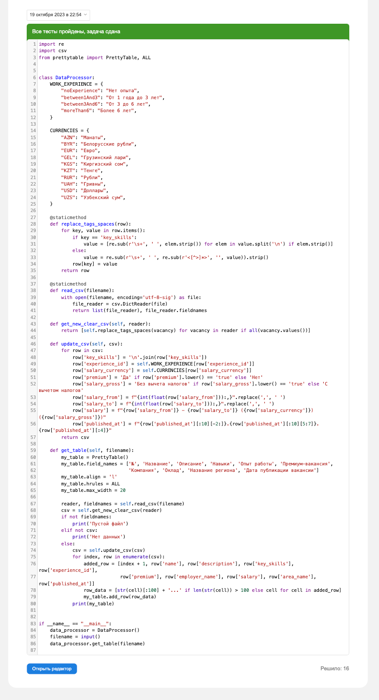 19 октября 2023 в 22:54
Все тесты пройдены, задача сдана
1 import re
2 import csv
3 from prettytable import PrettyTable, ALL
4
5
6 class DataProcessor:
7 WORK_EXPERIENCE = {
8 "noExperience": "Нет опыта",
9 "between1And3": "От 1 года до 3 лет",
10 "between3And6": "От 3 до 6 лет",
11 "moreThan6": "Более 6 лет",
12 }
13
14 CURRENCIES = {
15 "AZN": "Манаты",
16 "BYR": "Белорусские рубли",
17 "EUR": "Евро",
18 "GEL": "Грузинский лари",
19 "KGS": "Киргизский сом",
20 "KZT": "Тенге",
21 "RUR": "Рубли",
22 "UAH": "Гривны",
23 "USD": "Доллары",
24 "UZS": "Узбекский сум",
25 }
26
27 @staticmethod
28 def replace_tags_spaces(row):
29 for key, value in row.items():
30 if key == 'key_skills':
31 value = [re.sub(r'\s+', ' ', elem.strip()) for elem in value.split('\n') if elem.strip()]
32 else:
33 value = re.sub(r'\s+', ' ', re.sub(r'<[^>]*>', '', value)).strip()
34 row[key] = value
35 return row
36
37 @staticmethod
38 def read_csv(filename):
39 with open(filename, encoding="utf-8-sig") as file:
40 file_reader = csv.DictReader(file)
41 return list(file_reader), file_reader.fieldnames
42
43 def get_new_clear_csv(self, reader):
44 return [self.replace_tags_spaces(vacancy) for vacancy in reader if all(vacancy.values())]
45
46 def update_csv(self, csv):
47 for row in csv:
48 row['key_skills'] = '\n'.join(row['key_skills'])
49 row['experience_id'] = self.WORK_EXPERIENCE[row['experience_id']]
50 row['salary_currency'] = self.CURRENCIES[row['salary_currency']]
51 row['premium'] = 'Да' if row['premium'].lower() == 'true' else 'Нет'
52 row['salary_gross'] = 'Без вычета налогов' if row['salary_gross'].lower() == 'true' else 'С
вычетом налогов'
53 row['salary_from'] = f"{int(float(row['salary_from'])):,}".replace(',', ' ')
54 row['salary_to'] = f"{int(float(row['salary_to'])):,}".replace(',', ' ')
55 row['salary'] = f"{row['salary_from']} - {row['salary_to']} ({row['salary_currency']})
({row['salary_gross']})"
56 row['published_at'] = f"{row['published_at'][:10][-2:]}.{row['published_at'][:10][5:7]}.
{row['published_at'][:4]}"
57 return csv
58
59 def get_table(self, filename):
60 my_table = PrettyTable()
61 my_table.field_names = ['№', 'Название', 'Описание', 'Навыки', 'Опыт работы', 'Премиум-вакансия',
62 'Компания', 'Оклад', 'Название региона', 'Дата публикации вакансии']
63 my_table.align = 'l'
64 my_table.hrules = ALL
65 my_table.max_width = 20
66
67 reader, fieldnames = self.read_csv(filename)
68 csv = self.get_new_clear_csv(reader)
69 if not fieldnames:
70 print('Пустой файл')
71 elif not csv:
72 print('Нет данных')
73 else:
74 csv = self.update_csv(csv)
75 for index, row in enumerate(csv):
76 added_row = [index + 1, row['name'], row['description'], row['key_skills'],
row['experience_id'],
77 row['premium'], row['employer_name'], row['salary'], row['area_name'],
row['published_at']]
78 row_data = [str(cell)[:100] + '...' if len(str(cell)) > 100 else cell for cell in added_row]
79 my_table.add_row(row_data)
80 print(my_table)
81
82
83 if __name__ == "__main__":
84 data_processor = DataProcessor()
85 filename = input()
86 data_processor.get_table(filename)
87
Открыть редактор
Решило: 18